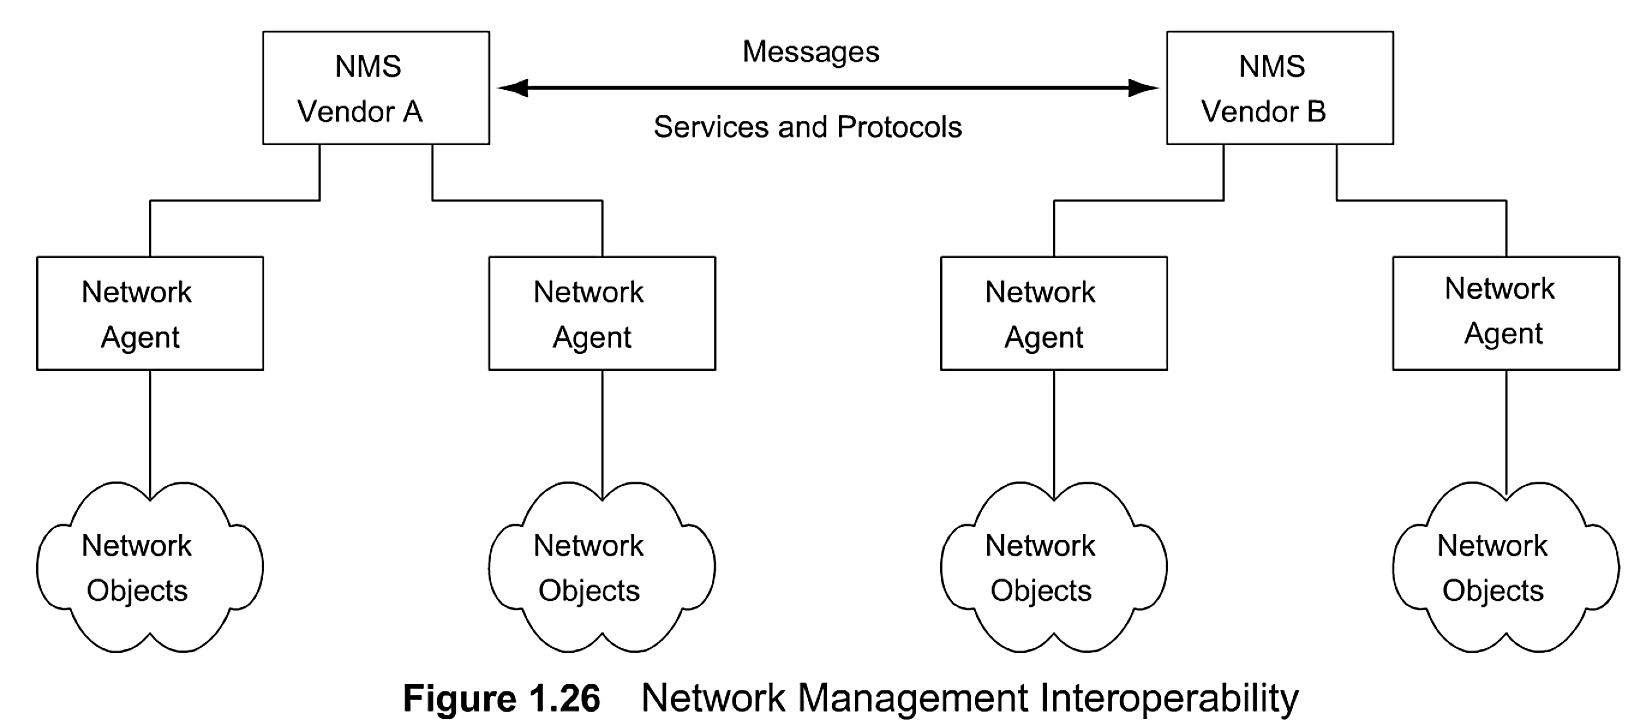 NMS
Vendor A
Messages
Services and Protocols
NMS
Vendor B
Network
Agent
Network
Agent
Network
Agent
Network
Agent
Network
Objects
Network
Objects
Network
Objects
Network
Objects
Figure 1.26 Network Management Interoperability